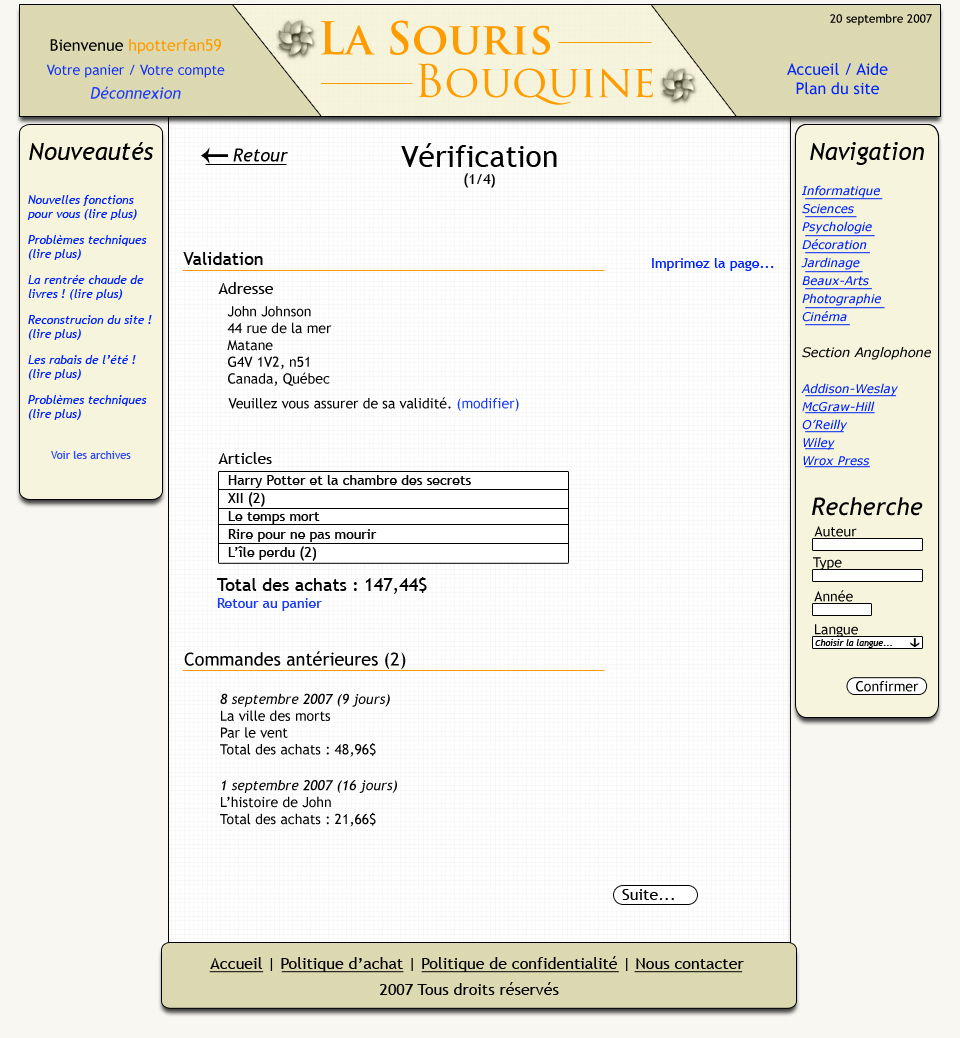 20 septembre 2007
Bienvenue hpotterfan59
Votre panier / Votre compte
Déconnexion
LA SOURIS
BOUQUINE
Accueil / Aide
Plan du site
Nouveautés
Nouvelles fonctions
pour vous (lire plus)
Problèmes techniques
(lire plus)
La rentrée chaude de
livres ! (lire plus)
Reconstrucion du site !
(lire plus)
Les rabais de l'été !
(lire plus)
Problèmes techniques
(lire plus)
Voir les archives
← Retour
Vérification
(1/4)
Validation
Imprimez la page...
Adresse
John Johnson
44 rue de la mer
Matane
G4V 1V2, n51
Canada, Québec
Veuillez vous assurer de sa validité. (modifier)
Articles
Harry Potter et la chambre des secrets
XII (2)
Le temps mort
Rire pour ne pas mourir
L'île perdu (2)
Total des achats : 147,44$
Retour au panier
Commandes antérieures (2)
8 septembre 2007 (9 jours)
La ville des morts
Par le vent
Total des achats : 48,96$
1 septembre 2007 (16 jours)
L'histoire de John
Total des achats : 21,66$
Suite...
Navigation
Informatique
Sciences
Psychologie
Décoration
Jardinage
Beaux-Arts
Photographie
Cinéma
Section Anglophone
Addison-Weslay
McGraw-Hill
O'Reilly
Wiley
Wrox Press
Recherche
Auteur
Type
Année
Langue
Choisir la langue... ↓
Confirmer
Accueil | Politique d'achat | Politique de confidentialité | Nous contacter
2007 Tous droits réservés